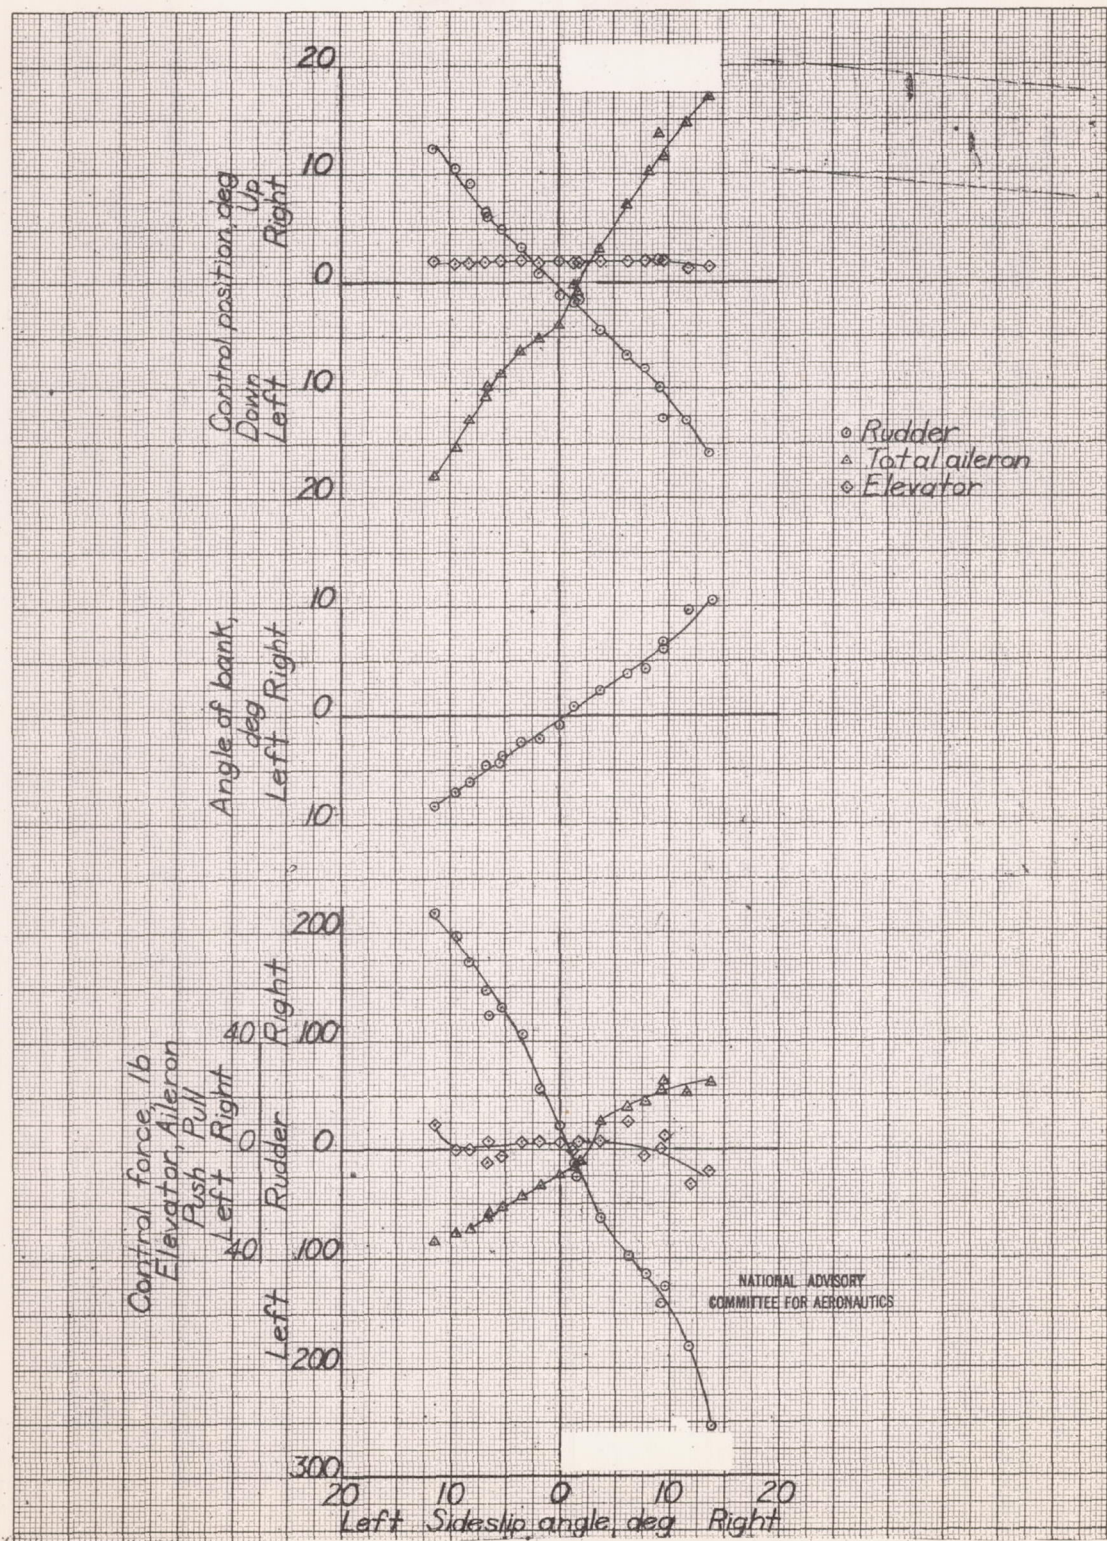 20
10
0
10
20
Control position, deg
Down Up
Left Right
Rudder
Total aileron
Elevator
10
0
10
Angle of bank,
deg
Left Right
200
100
0
100
200
300
40
0
40
Control force, lb
Elevator, Aileron
Push Pull
Left Right
Left Rudder Right
NATIONAL ADVISORY
COMMITTEE FOR AERONAUTICS
20 10 0 10 20
Left Sideslip angle, deg Right